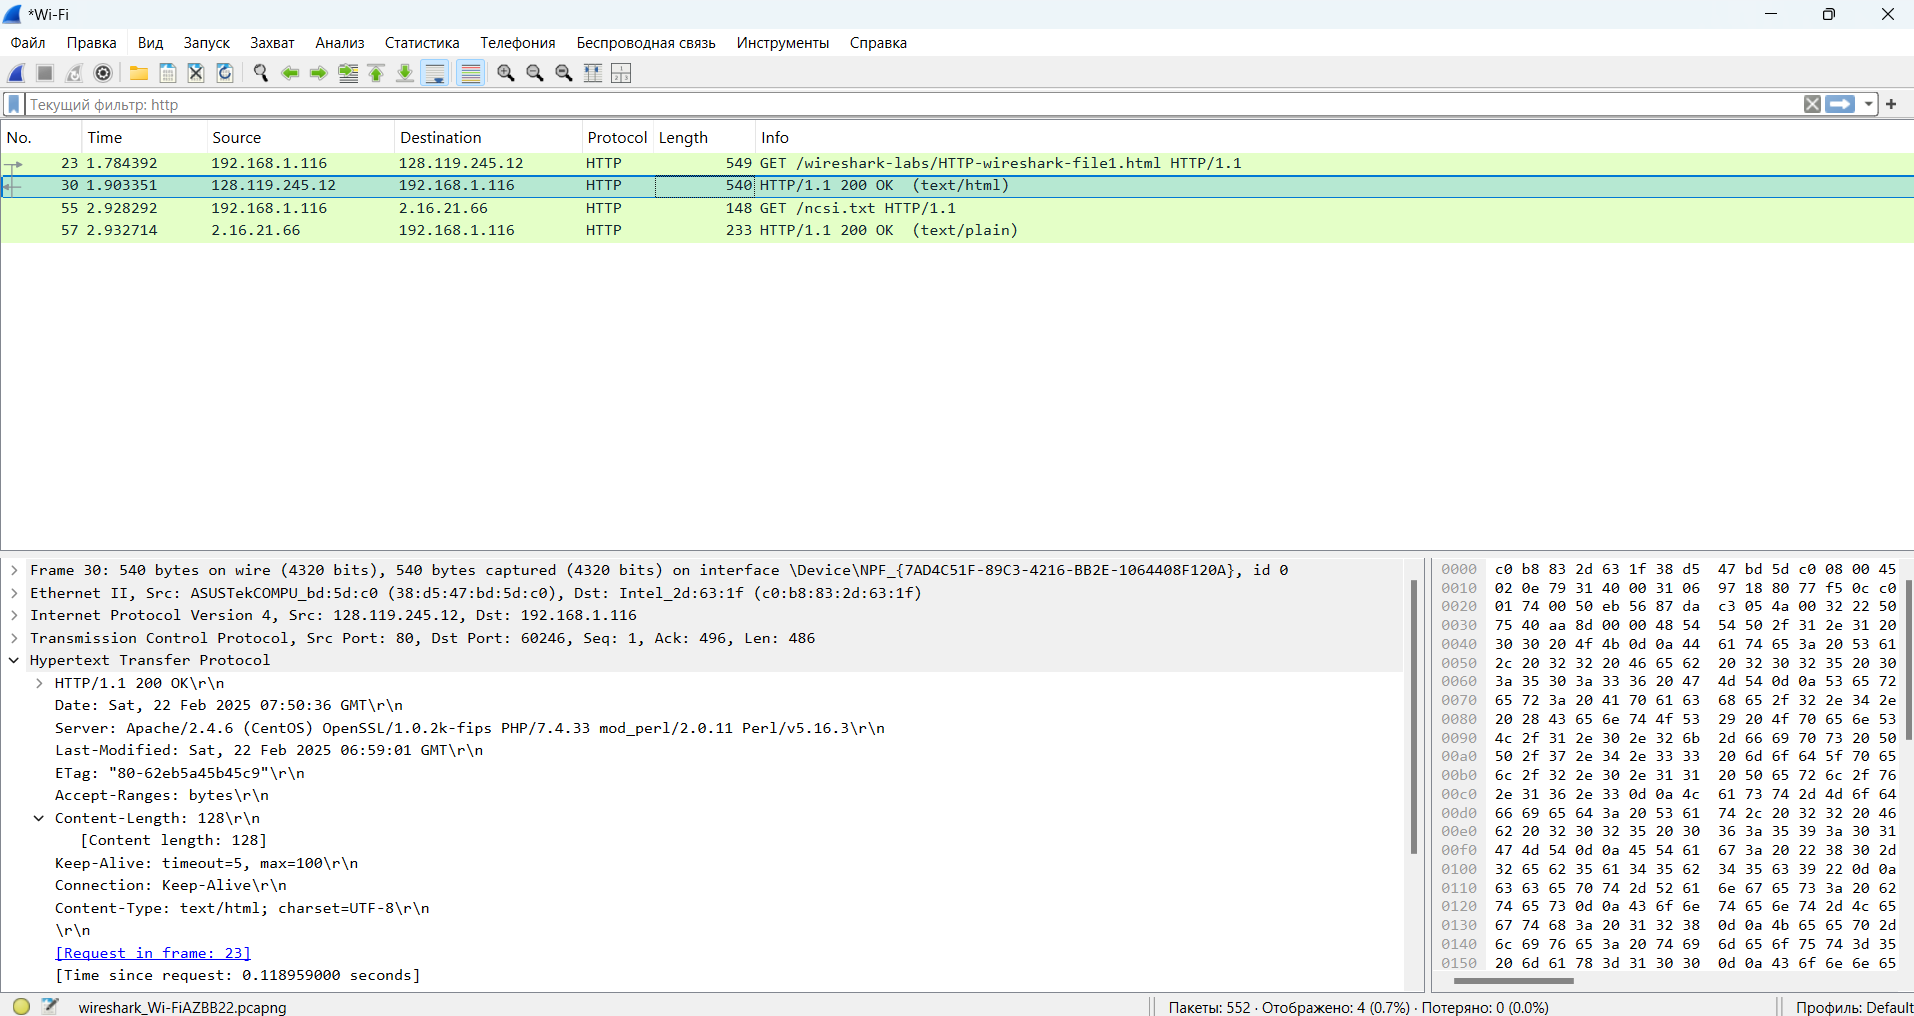 *Wi-Fi
Файл Правка Вид Запуск Захват Анализ Статистика Телефония Беспроводная связь Инструменты Справка
Текущий фильтр: http
No. Time Source Destination Protocol Length Info
23 1.784392 192.168.1.116 128.119.245.12 HTTP 549 GET /wireshark-labs/HTTP-wireshark-file1.html HTTP/1.1
30 1.903351 128.119.245.12 192.168.1.116 HTTP 540 HTTP/1.1 200 OK (text/html)
55 2.928292 192.168.1.116 2.16.21.66 HTTP 148 GET /ncsi.txt HTTP/1.1
57 2.932714 2.16.21.66 192.168.1.116 HTTP 233 HTTP/1.1 200 OK (text/plain)
Frame 30: 540 bytes on wire (4320 bits), 540 bytes captured (4320 bits) on interface \Device\NPF_{7AD4C51F-89C3-4216-BB2E-1064408F120A}, id 0
Ethernet II, Src: ASUSTekCOMPU_bd:5d:c0 (38:d5:47:bd:5d:c0), Dst: Intel_2d:63:1f (c0:b8:83:2d:63:1f)
Internet Protocol Version 4, Src: 128.119.245.12, Dst: 192.168.1.116
Transmission Control Protocol, Src Port: 80, Dst Port: 60246, Seq: 1, Ack: 496, Len: 486
Hypertext Transfer Protocol
HTTP/1.1 200 OK\r\n
Date: Sat, 22 Feb 2025 07:50:36 GMT\r\n
Server: Apache/2.4.6 (CentOS) OpenSSL/1.0.2k-fips PHP/7.4.33 mod_perl/2.0.11 Perl/v5.16.3\r\n
Last-Modified: Sat, 22 Feb 2025 06:59:01 GMT\r\n
ETag: "80-62eb5a45b45c9"\r\n
Accept-Ranges: bytes\r\n
Content-Length: 128\r\n
[Content length: 128]
Keep-Alive: timeout=5, max=100\r\n
Connection: Keep-Alive\r\n
Content-Type: text/html; charset=UTF-8\r\n
\r\n
[Request in frame: 23]
[Time since request: 0.118959000 seconds]
0000 c0 b8 83 2d 63 1f 38 d5 47 bd 5d c0 08 00 45
0010 02 0e 79 31 40 00 31 06 97 18 80 77 f5 0c c0
0020 01 74 00 50 eb 56 87 da c3 05 4a 00 32 22 50
0030 75 40 aa 8d 00 00 48 54 54 50 2f 31 2e 31 20
0040 30 30 20 4f 4b 0d 0a 44 61 74 65 3a 20 53 61
0050 2c 20 32 32 20 46 65 62 20 32 30 32 35 20 30
0060 3a 35 30 3a 33 36 20 47 4d 54 0d 0a 53 65 72
0070 65 72 3a 20 41 70 61 63 68 65 2f 32 2e 34 2e
0080 20 28 43 65 6e 74 4f 53 29 20 4f 70 65 6e 53
0090 4c 2f 31 2e 30 2e 32 6b 2d 66 69 70 73 20 50
00a0 50 2f 37 2e 34 2e 33 33 20 6d 6f 64 5f 70 65
00b0 6c 2f 32 2e 30 2e 31 31 20 50 65 72 6c 2f 76
00c0 2e 31 36 2e 33 0d 0a 4c 61 73 74 2d 4d 6f 64
00d0 66 69 65 64 3a 20 53 61 74 2c 20 32 32 20 46
00e0 62 20 32 30 32 35 20 30 36 3a 35 39 3a 30 31
00f0 47 4d 54 0d 0a 45 54 61 67 3a 20 22 38 30 2d
0100 32 65 62 35 61 34 35 62 34 35 63 39 22 0d 0a
0110 63 63 65 70 74 2d 52 61 6e 67 65 73 3a 20 62
0120 74 65 73 0d 0a 43 6f 6e 74 65 6e 74 2d 4c 65
0130 67 74 68 3a 20 31 32 38 0d 0a 4b 65 65 70 2d
0140 6c 69 76 65 3a 20 74 69 6d 65 6f 75 74 3d 35
0150 20 6d 61 78 3d 31 30 30 0d 0a 43 6f 6e 6e 65
wireshark_Wi-FiAZBB22.pcapng
Пакеты: 552 · Отображено: 4 (0.7%) · Потеряно: 0 (0.0%)
Профиль: Default